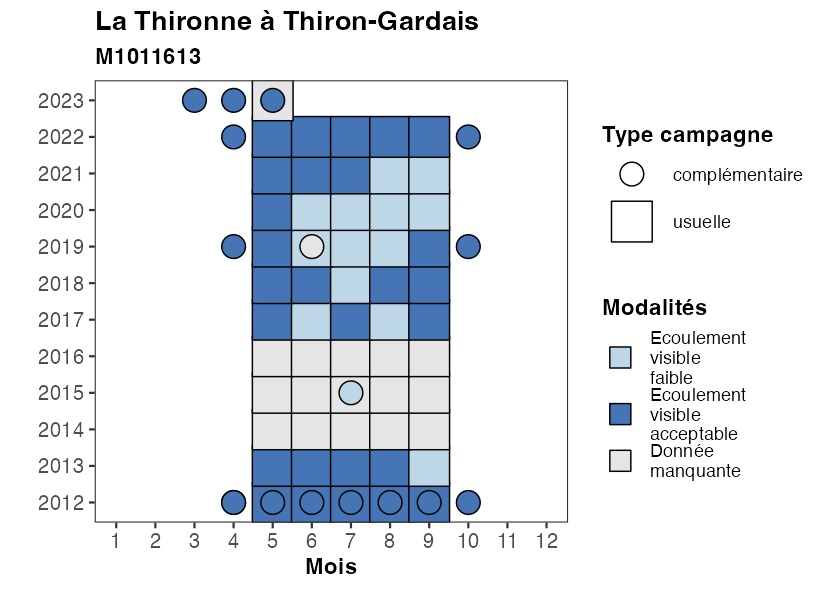 La Thironne à Thiron-Gardais
M1011613
2023
2022
2021
2020
2019
2018
2017
2016
2015
2014
2013
2012
1 2 3 4 5 6 7 8 9 10 11 12
Mois
Type campagne
complémentaire
usuelle
Modalités
Ecoulement
visible
faible
Ecoulement
visible
acceptable
Donnée
manquante